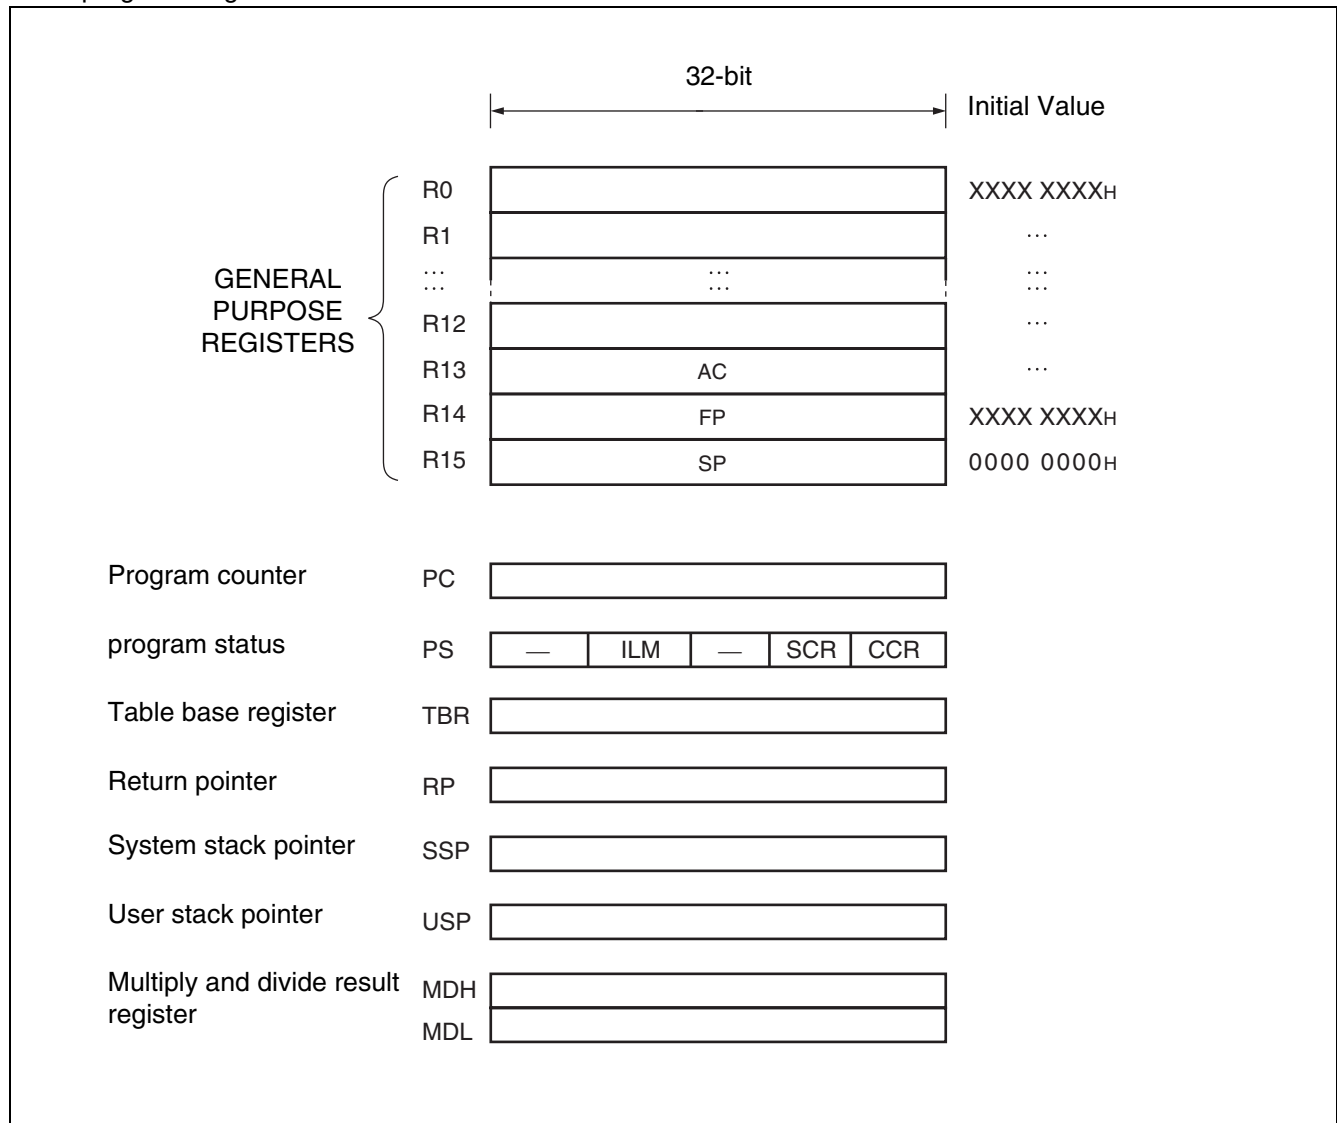 32-bit
Initial Value
R0 XXXX XXXXH
R1 ...
... ... ...
... ... ...
GENERAL
PURPOSE
REGISTERS
R12 ...
R13 AC ...
R14 FP XXXX XXXXH
R15 SP 0000 0000H
Program counter PC
program status PS — ILM — SCR CCR
Table base register TBR
Return pointer RP
System stack pointer SSP
User stack pointer USP
Multiply and divide result
register
MDH
MDL